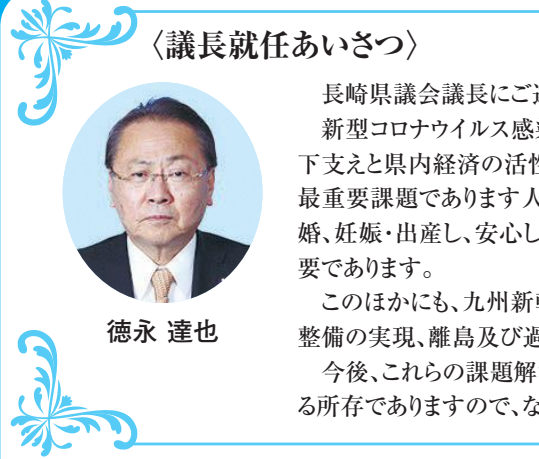 〈議長就任あいさつ〉
長崎県議会議長にご
新型コロナウイルス感
下支えと県内経済の活性
最重要課題であります人
婚、妊娠・出産し、安心し
要であります。
このほかにも、九州新
整備の実現、離島及び過
今後、これらの課題解
る所存でありますので、な
徳永 達也